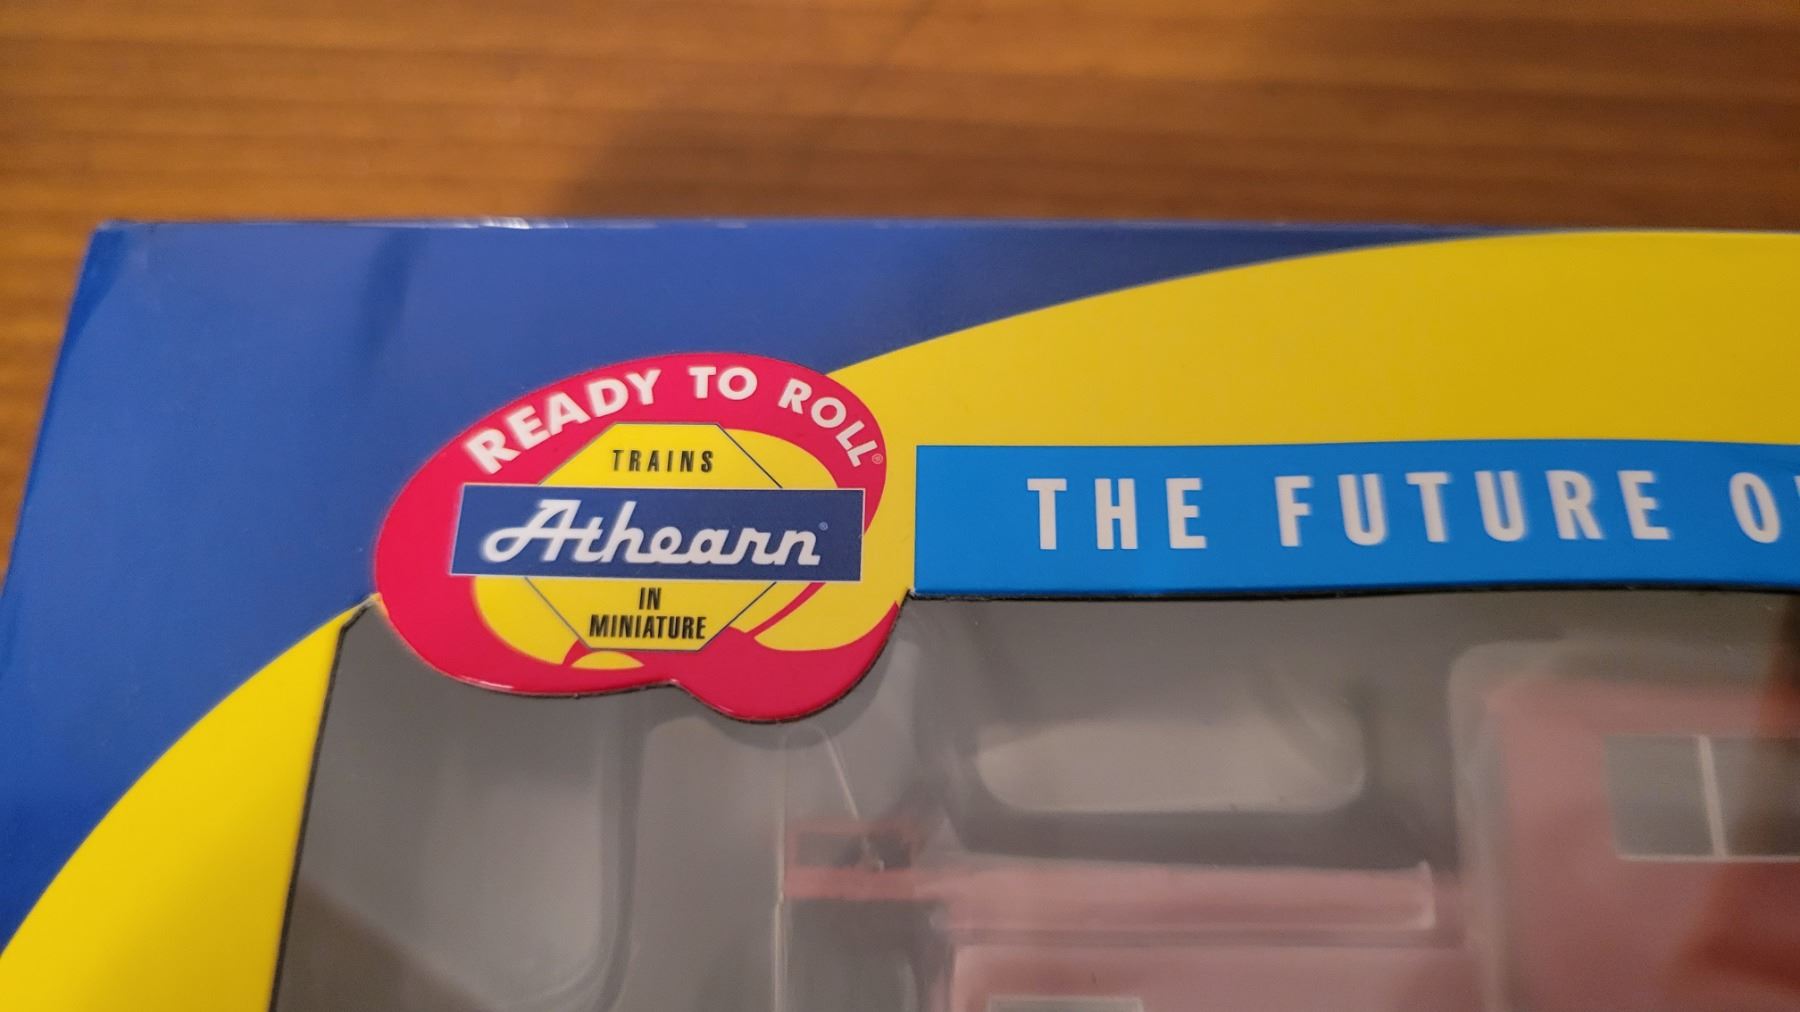 READY TO ROLL®
TRAINS
Athearn®
IN
MINIATURE
THE FUTURE